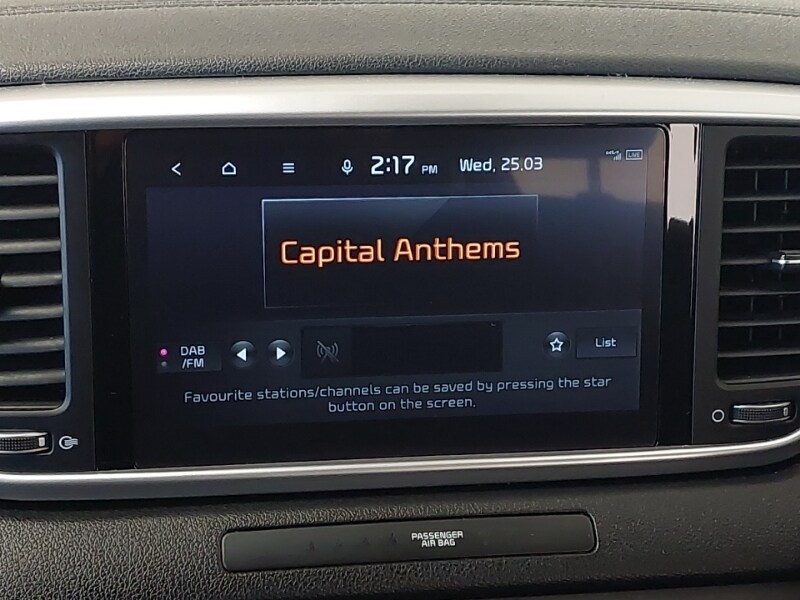 2:17 PM Wed, 25.03
LIVE
Capital Anthems
DAB
/FM
List
Favourite stations/channels can be saved by pressing the star
button on the screen.
PASSENGER
AIR BAG